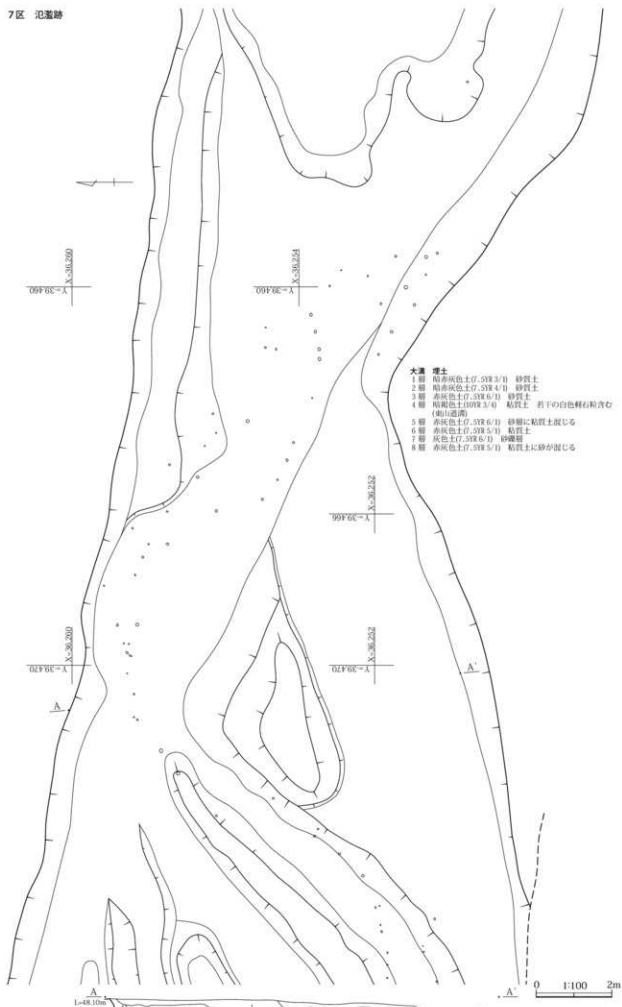 7区 氾濫跡
X=36.260
Y=-39.460
X=36.254
Y=-39.460
大溝 埋土
1層 暗赤灰色土(7.5YR 3/1) 砂質土
2層 暗赤灰色土(7.5YR 4/1) 砂質土
3層 赤灰色土(7.5YR 6/1) 砂質土
4層 暗褐色土(10YR 3/4) 粘質土 若干の白色軽石粒含む
(東山道溝)
5層 赤灰色土(7.5YR 6/1) 砂層に粘質土混じる
6層 赤灰色土(7.5YR 5/1) 粘質土
7層 灰色土(7.5YR 6/1) 砂礫層
8層 赤灰色土(7.5YR 5/1) 粘質土に砂が混じる
X=36.252
Y=-39.466
X=36.260
Y=-39.470
X=36.252
Y=-39.470
A
A'
A
L=48.10m
A'
0 1:100 2m